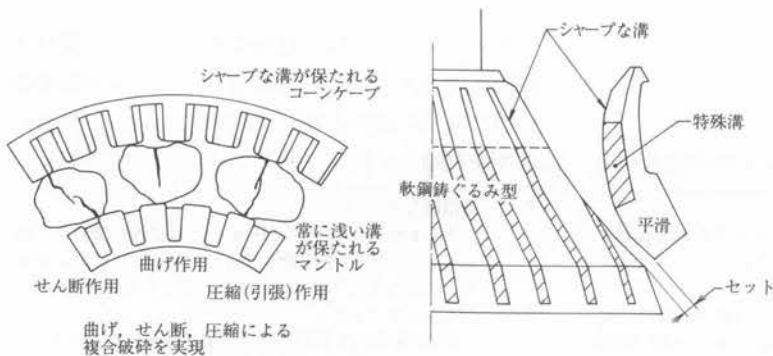 シャープな溝が保たれる
コーンケーブ
常に浅い溝
が保たれる
マントル
曲げ作用
せん断作用
圧縮(引張)作用
曲げ，せん断，圧縮による
複合破砕を実現
シャープな溝
特殊溝
軟鋼鋳ぐるみ型
平滑
セット